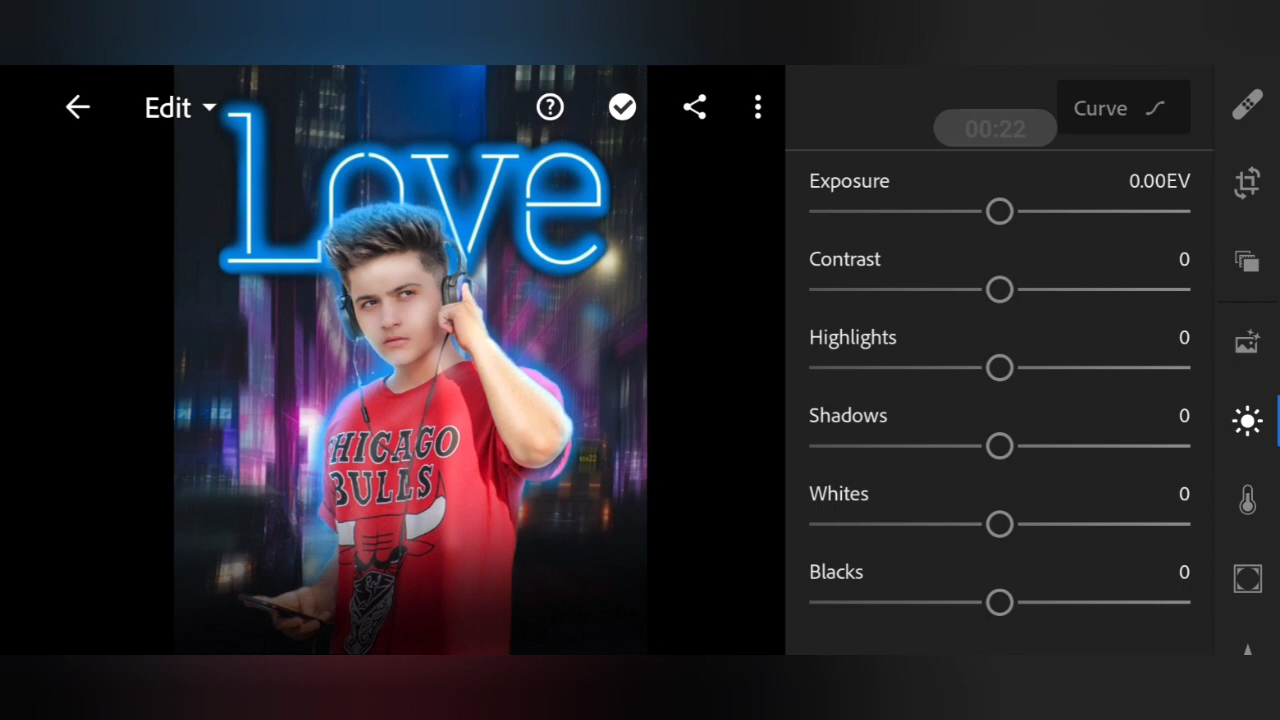 Edit
Love
Curve
00:22
Exposure 0.00EV
Contrast 0
Highlights 0
Shadows 0
Whites 0
Blacks 0
CHICAGO
BULLS